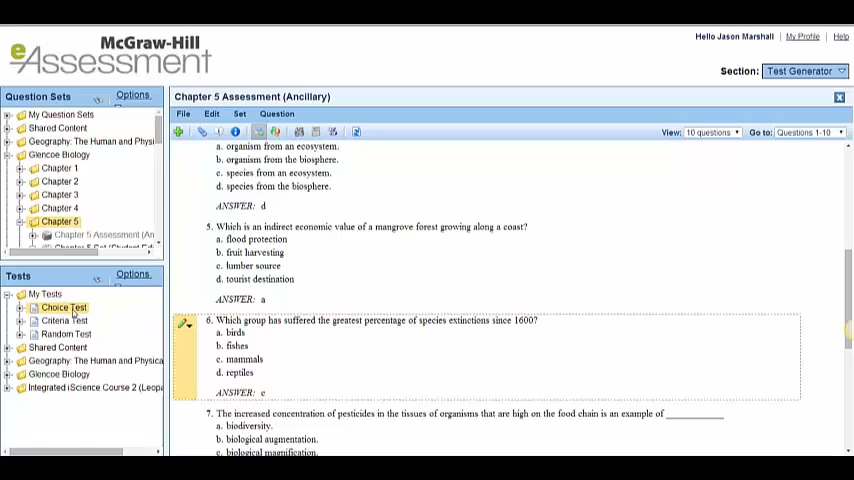 McGraw-Hill
eAssessment
Hello Jason Marshall | My Profile | Help
Section: Test Generator
Question Sets Options
My Question Sets
Shared Content
Geography: The Human and Physi
Glencoe Biology
Chapter 1
Chapter 2
Chapter 3
Chapter 4
Chapter 5
Chapter 5 Assessment (An
Tests Options
My Tests
Choice Test
Criteria Test
Random Test
Shared Content
Geography: The Human and Physica
Glencoe Biology
Integrated iScience Course 2 (Leopa
Chapter 5 Assessment (Ancillary)
File Edit Set Question
View: 10 questions Go to: Questions 1-10
a. organism from an ecosystem.
b. organism from the biosphere.
c. species from an ecosystem.
d. species from the biosphere.
ANSWER: d
5. Which is an indirect economic value of a mangrove forest growing along a coast?
a. flood protection
b. fruit harvesting
c. lumber source
d. tourist destination
ANSWER: a
6. Which group has suffered the greatest percentage of species extinctions since 1600?
a. birds
b. fishes
c. mammals
d. reptiles
ANSWER: c
7. The increased concentration of pesticides in the tissues of organisms that are high on the food chain is an example of __________
a. biodiversity.
b. biological augmentation.
c. biological magnification.